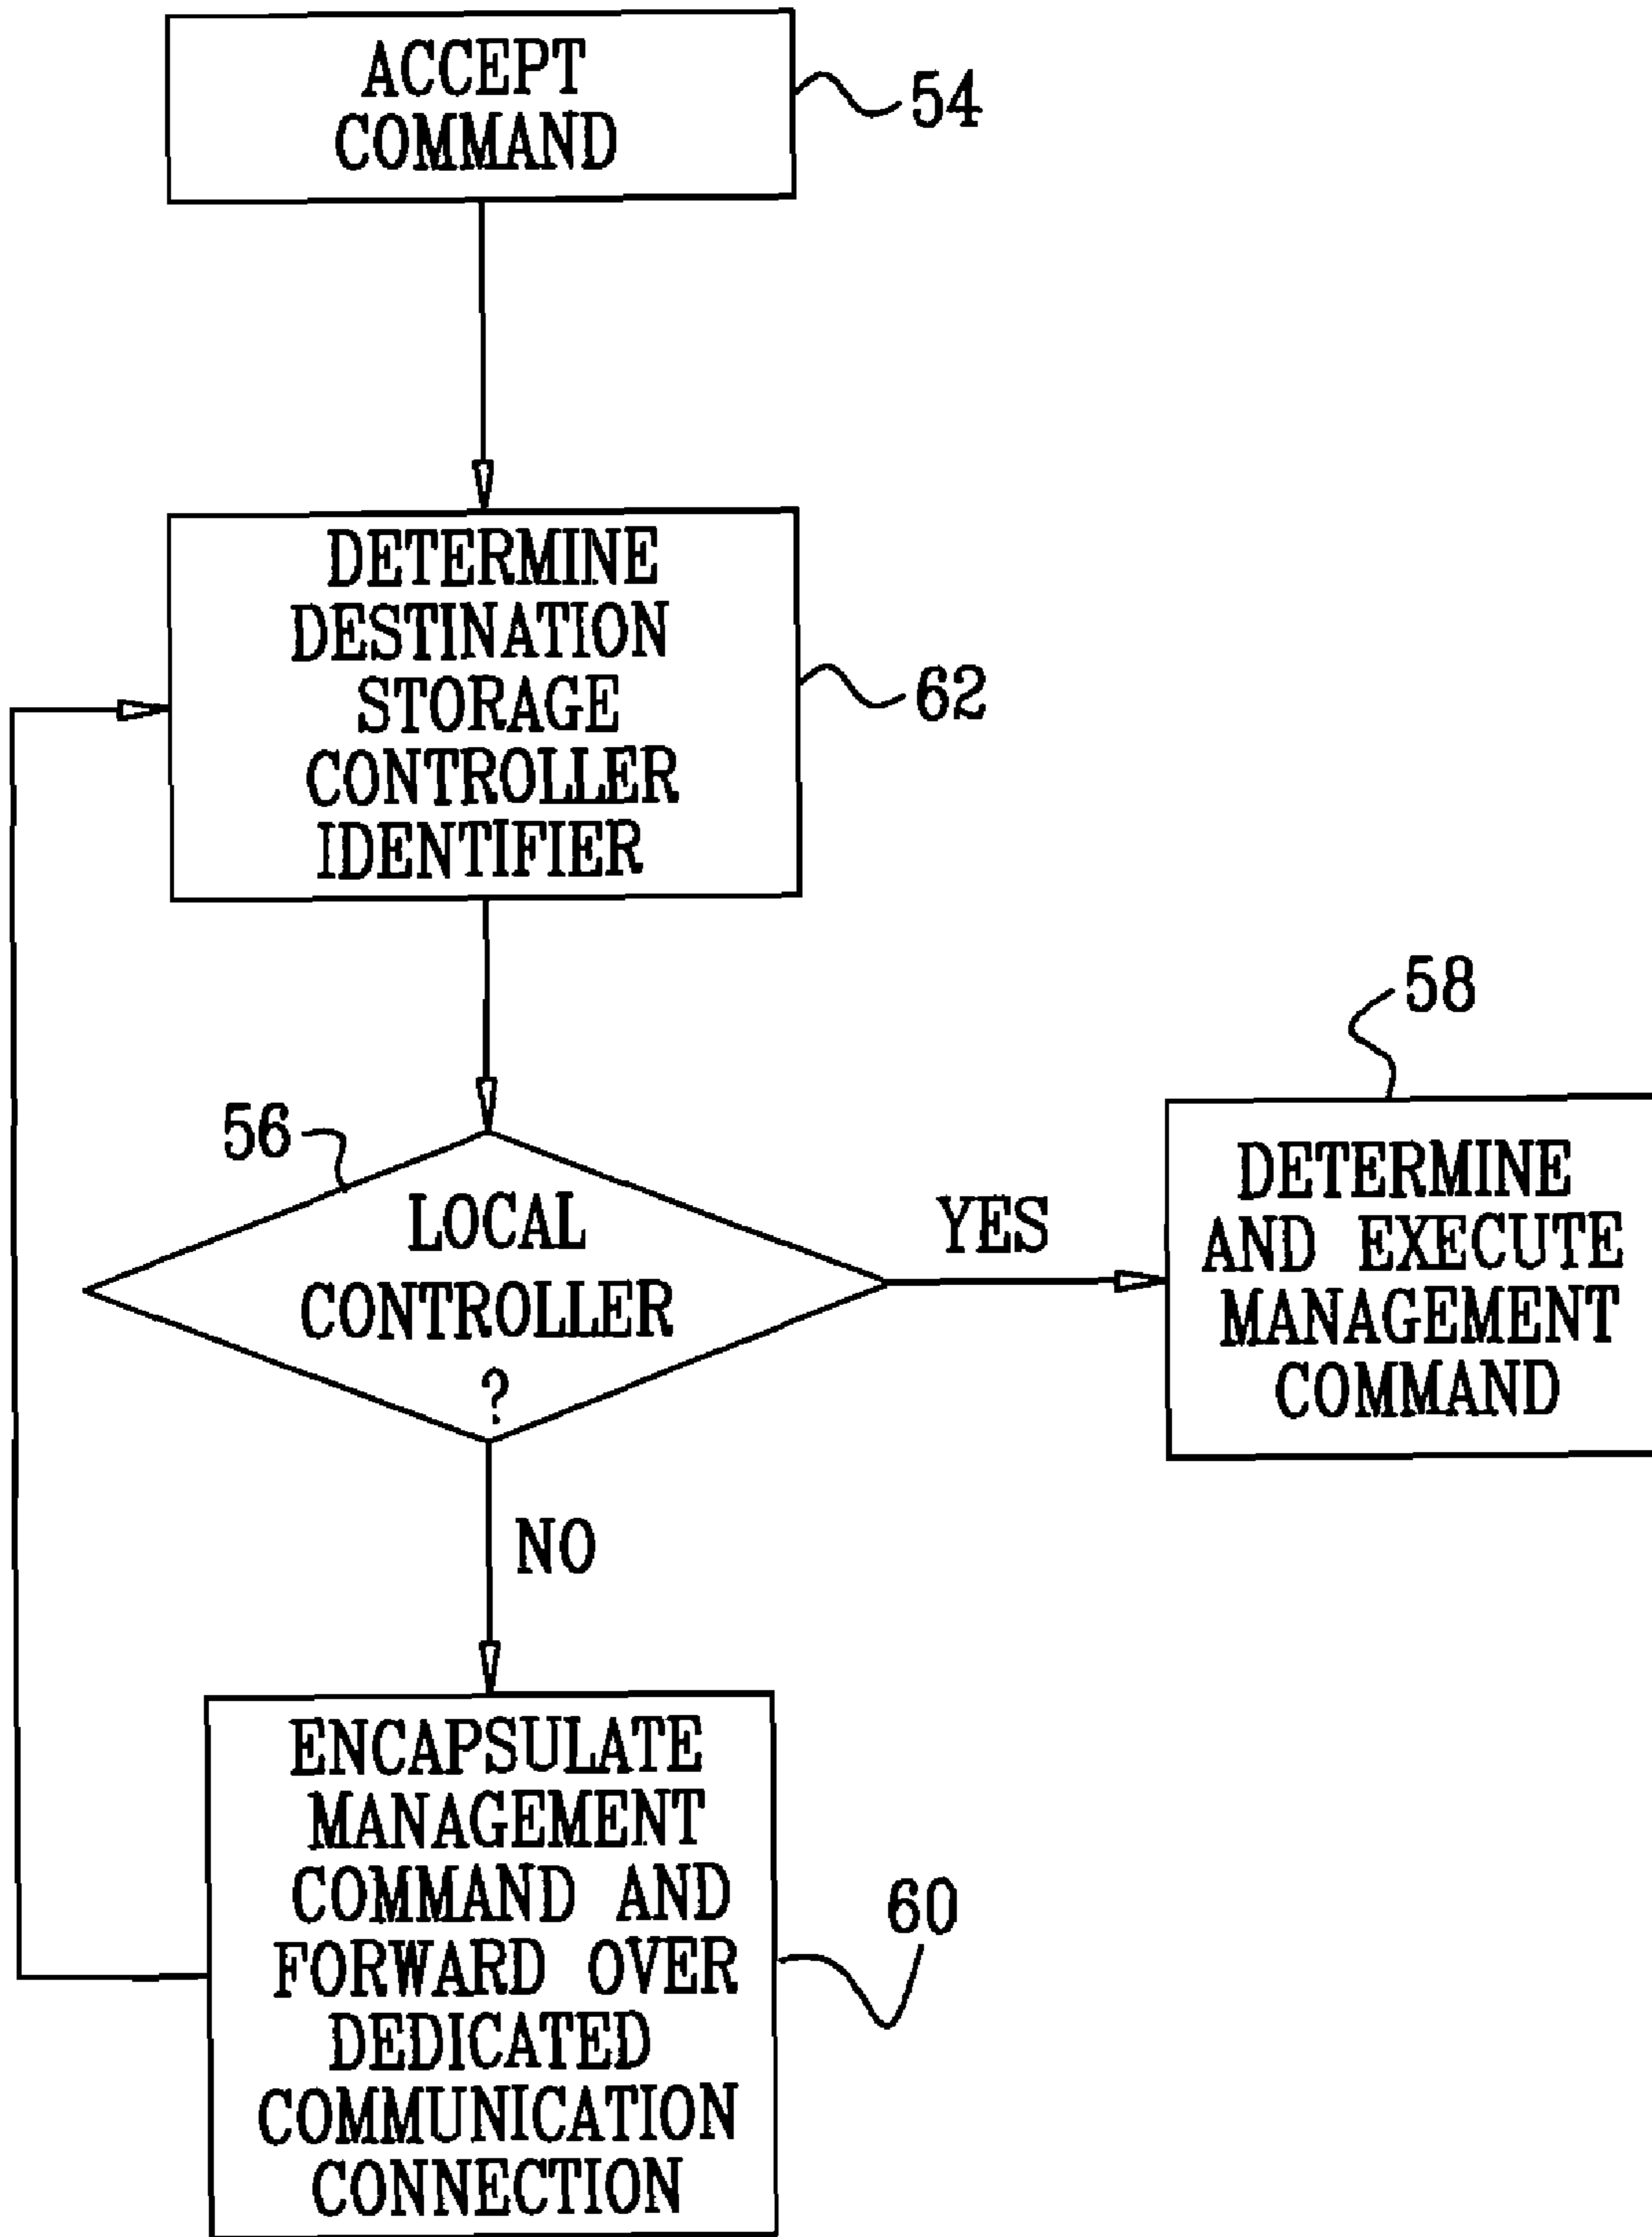 ACCEPT
COMMAND
54
DETERMINE
DESTINATION
STORAGE
CONTROLLER
IDENTIFIER
62
56
LOCAL
CONTROLLER
?
YES
58
DETERMINE
AND EXECUTE
MANAGEMENT
COMMAND
NO
ENCAPSULATE
MANAGEMENT
COMMAND AND
FORWARD OVER
DEDICATED
COMMUNICATION
CONNECTION
60